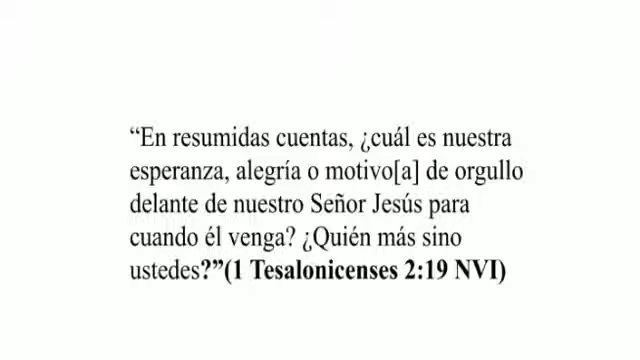 “En resumidas cuentas, ¿cuál es nuestra
esperanza, alegría o motivo[a] de orgullo
delante de nuestro Señor Jesús para
cuando él venga? ¿Quién más sino
ustedes?”(1 Tesalonicenses 2:19 NVI)